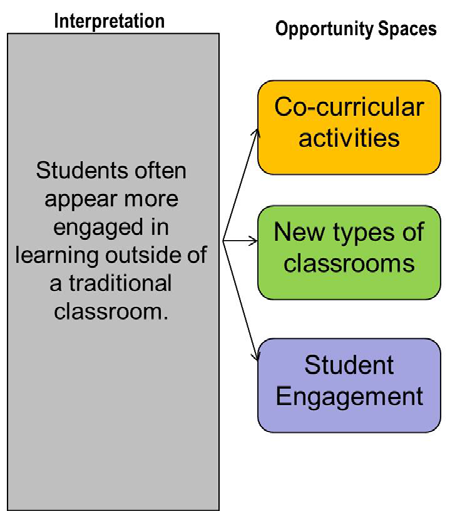 Interpretation
Opportunity Spaces
Students often
appear more
engaged in
learning outside of
a traditional
classroom.
Co-curricular
activities
New types of
classrooms
Student
Engagement